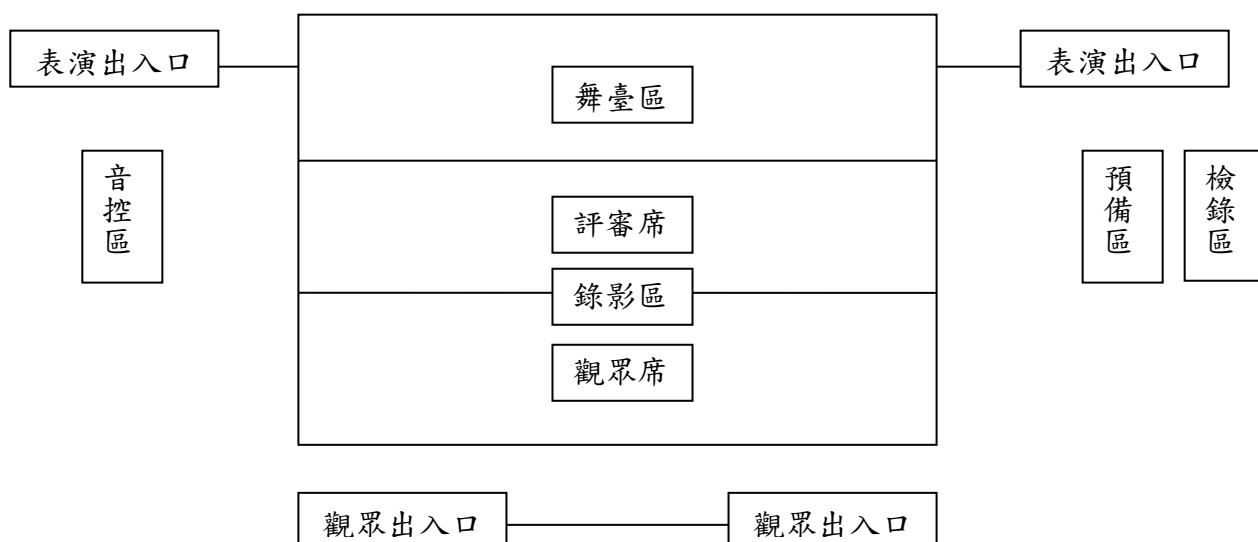 表演出入口
表演出入口
舞臺區
音控區
預備區
檢錄區
評審席
錄影區
觀眾席
觀眾出入口
觀眾出入口